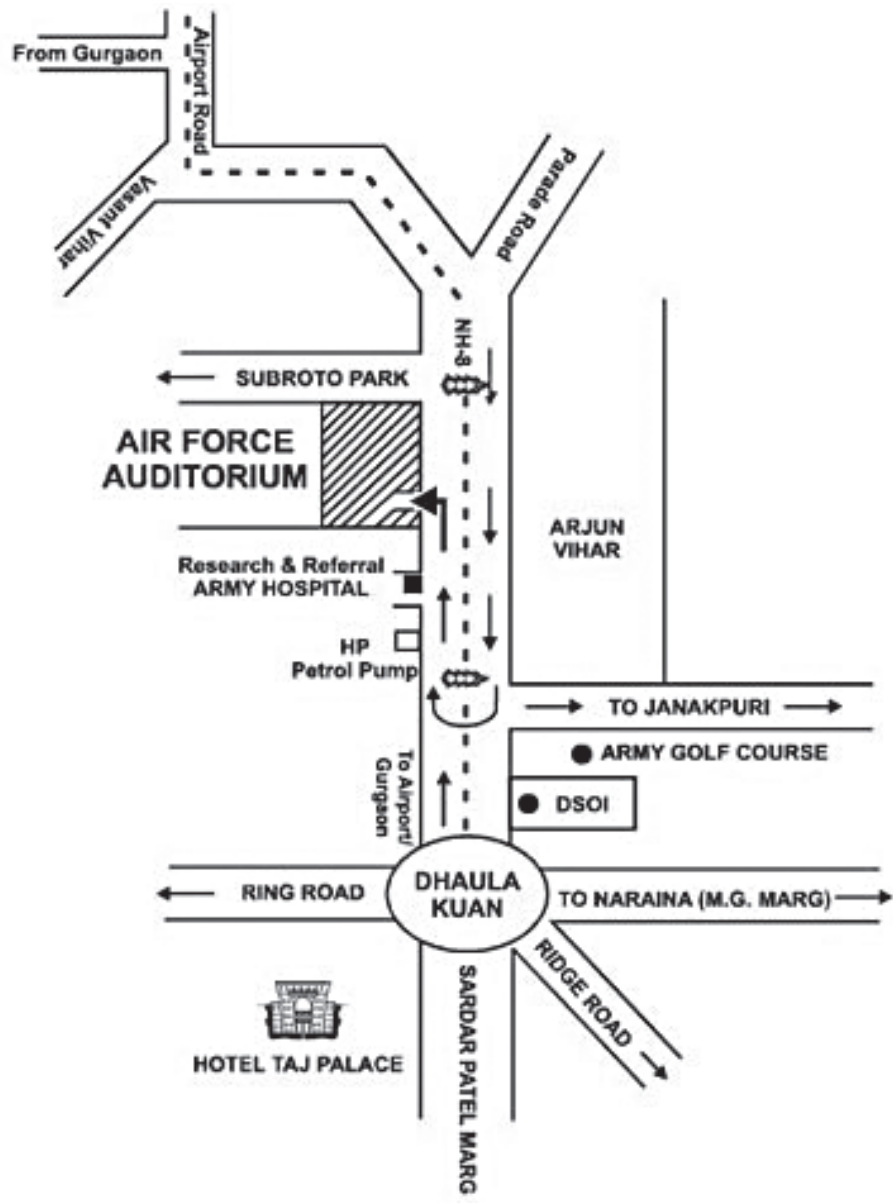 From Gurgaon
Airport Road
Vasant Vihar
Parade Road
NH-8
SUBROTO PARK
AIR FORCE
AUDITORIUM
ARJUN
VIHAR
Research & Referral
ARMY HOSPITAL
HP
Petrol Pump
TO JANAKPURI
ARMY GOLF COURSE
To Airport/
Gurgaon
DSOI
RING ROAD
DHAULA
KUAN
TO NARAINA (M.G. MARG)
RIDGE ROAD
SARDAR PATEL MARG
HOTEL TAJ PALACE